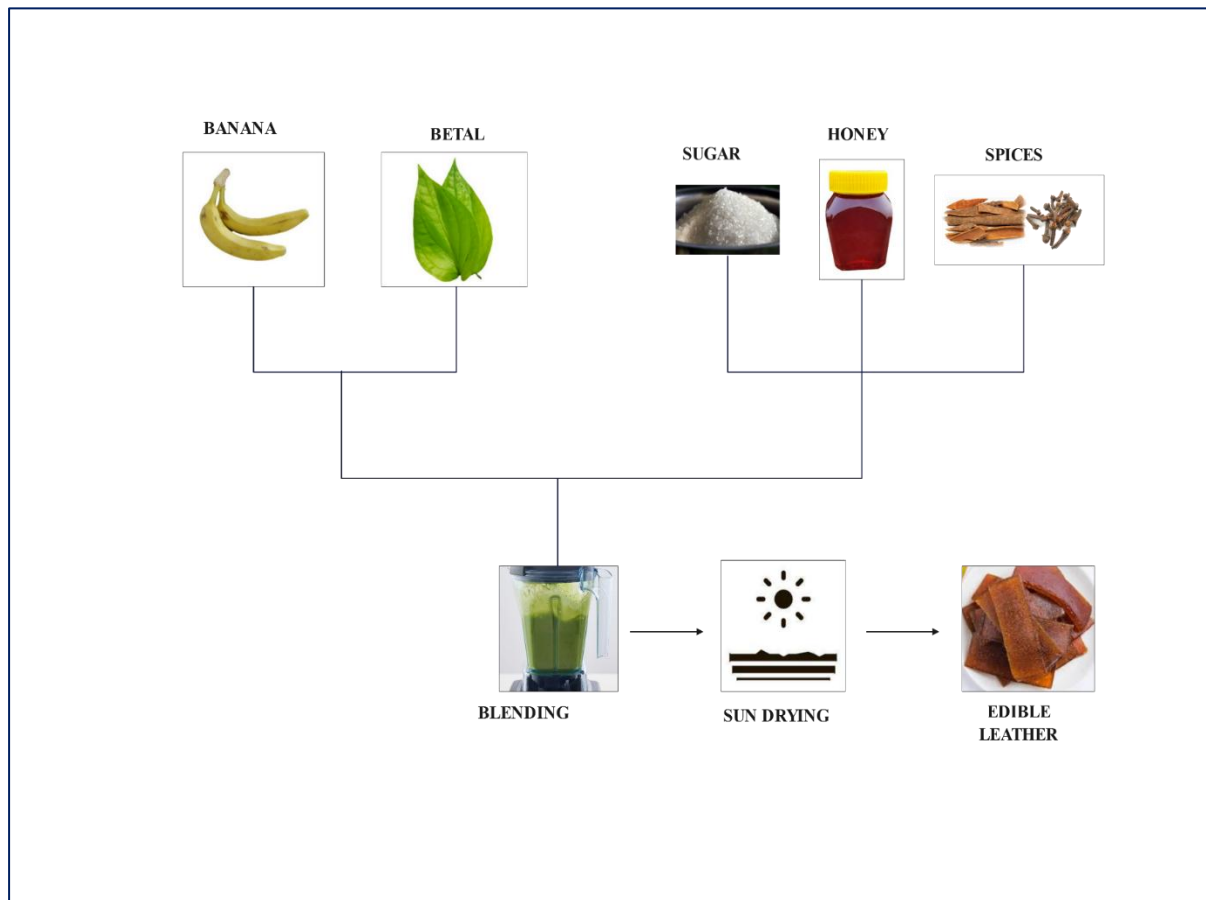 BANANA
BETAL
SUGAR
HONEY
SPICES
BLENDING
SUN DRYING
EDIBLE
LEATHER